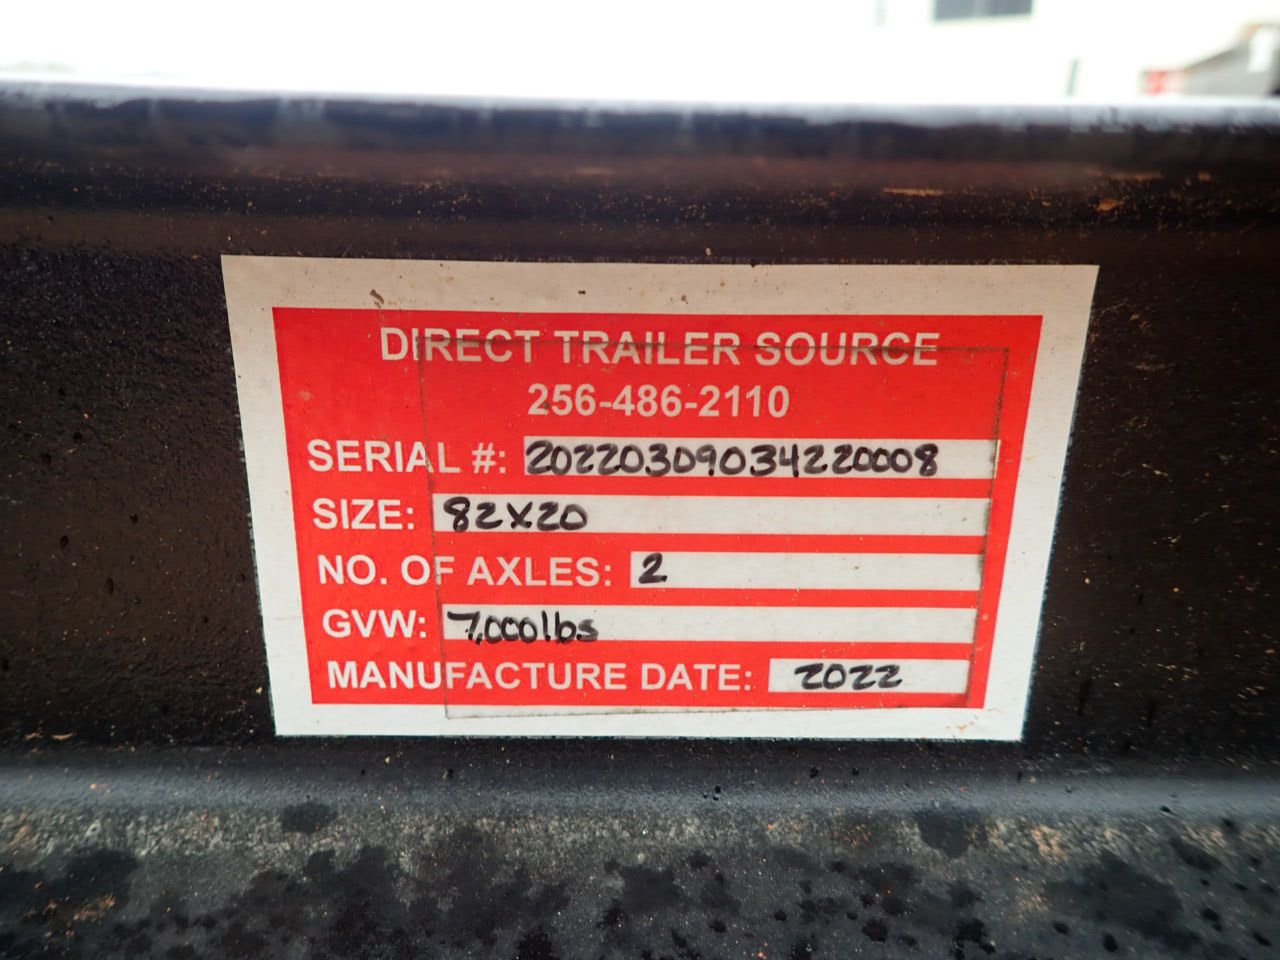 DIRECT TRAILER SOURCE
256-486-2110
SERIAL #: 20220309034220008
SIZE: 82X20
NO. OF AXLES: 2
GVW: 7,000lbs
MANUFACTURE DATE: 2022